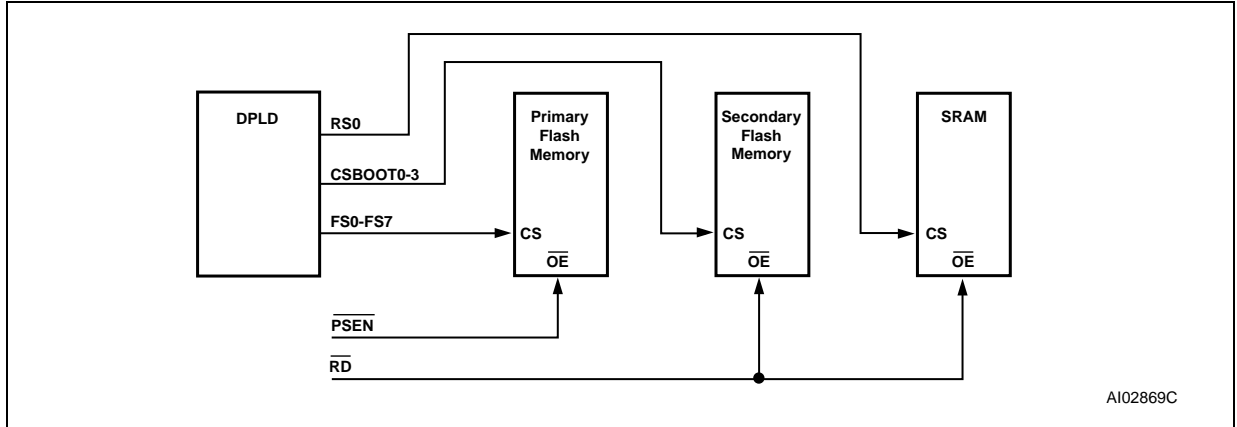 DPLD
RS0
CSBOOT0-3
FS0-FS7
Primary
Flash
Memory
CS
OE
Secondary
Flash
Memory
CS
OE
SRAM
CS
OE
PSEN
RD
AI02869C